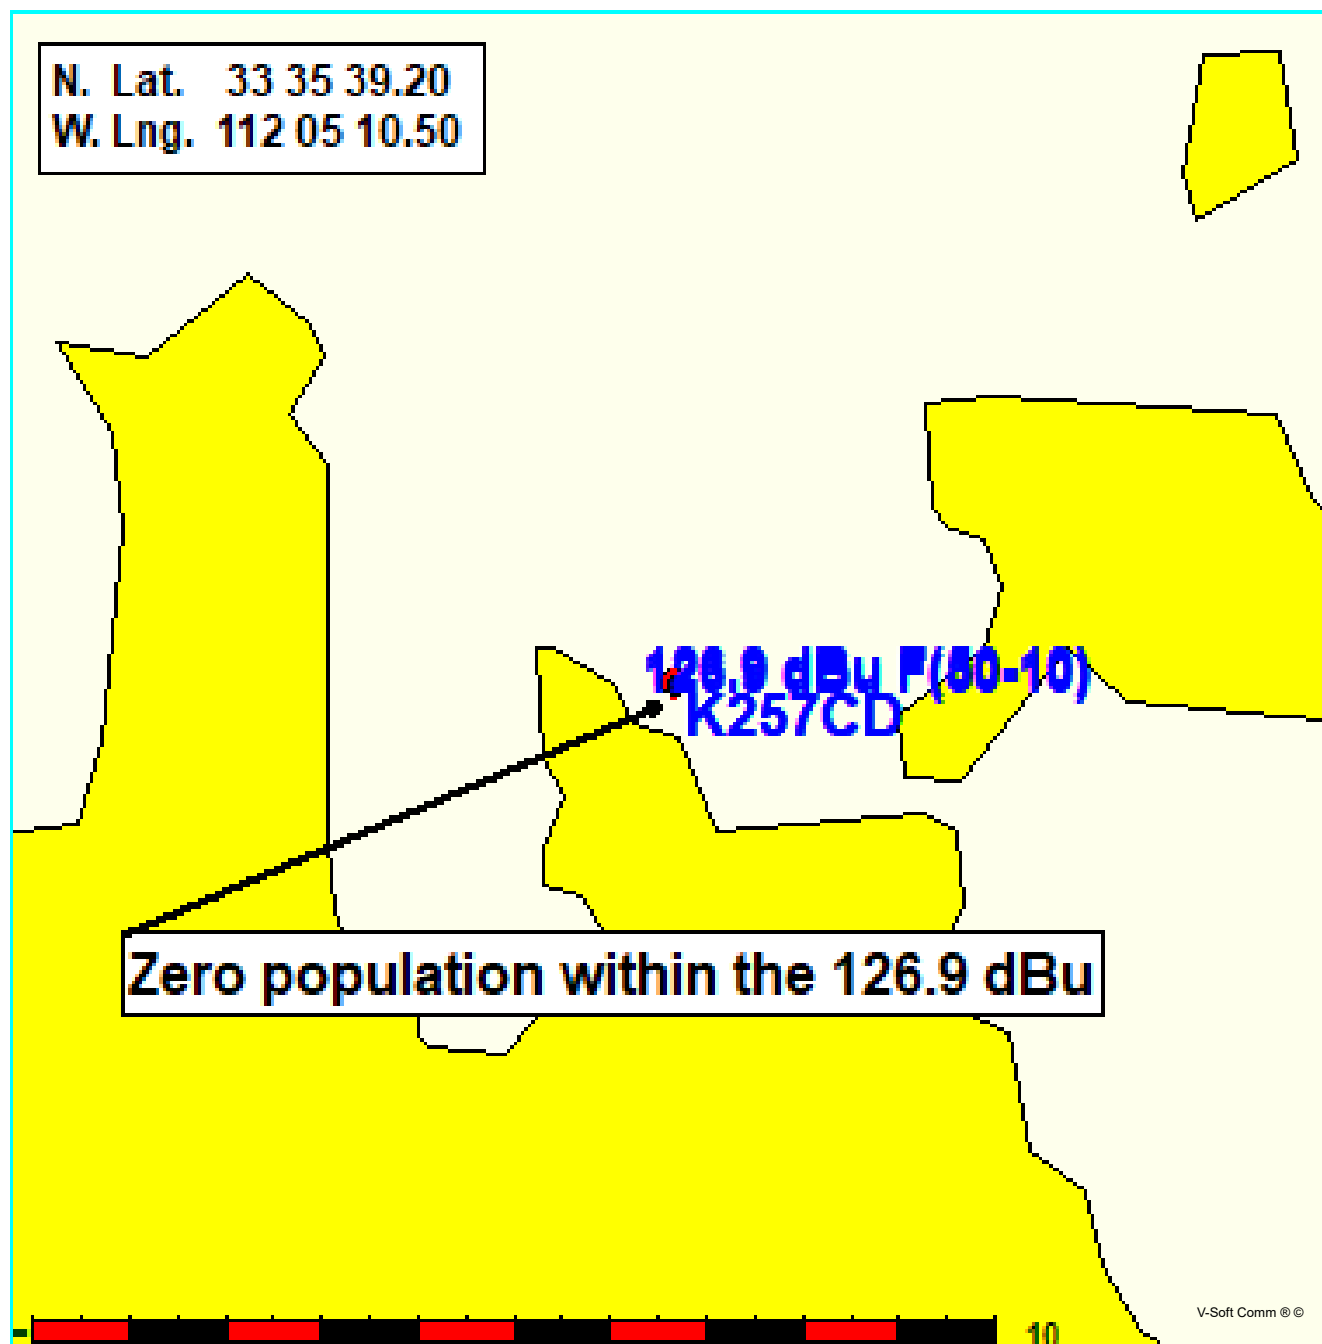 N. Lat. 33 35 39.20
W. Lng. 112 05 10.50
126.9 dBu F(50-10)
K257CD
Zero population within the 126.9 dBu
V-Soft Comm ® ©
10